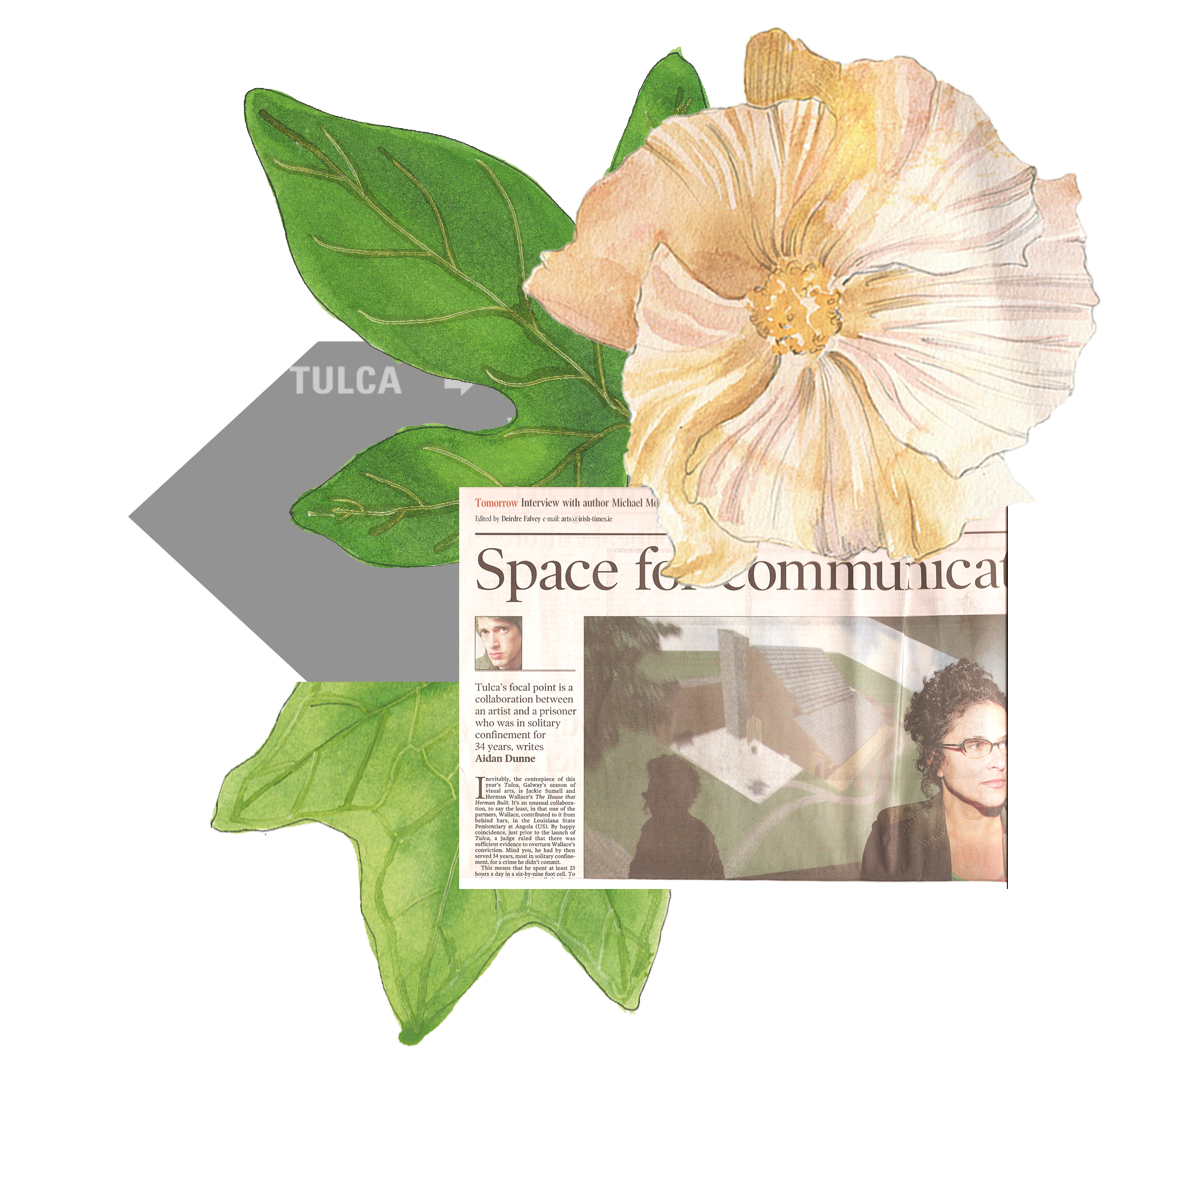 TULCA
Tomorrow Interview with author Michael Mo
Edited by Deirdre Falvey e-mail: arts@irish-times.ie
Space for communicat
Tulca's focal point is a
collaboration between
an artist and a prisoner
who was in solitary
confinement for
34 years, writes
Aidan Dunne
Inevitably, the centrepiece of this
year's Tulca, Galway's season of
visual arts, is Jackie Sumell and
Herman Wallace's The House that
Herman Built. It's an unusual collabora-
tion, to say the least, in that one of the
partners, Wallace, contributed to it from
behind bars, in the Louisiana State
Penitentiary at Angola (US). By happy
coincidence, just prior to the launch of
Tulca, a judge ruled that there was
sufficient evidence to overturn Wallace's
conviction. Mind you, he had by then
served 34 years, most in solitary confine-
ment, for a crime he didn't commit.
This means that he spent at least 23
hours a day in a six-by-nine foot cell. To